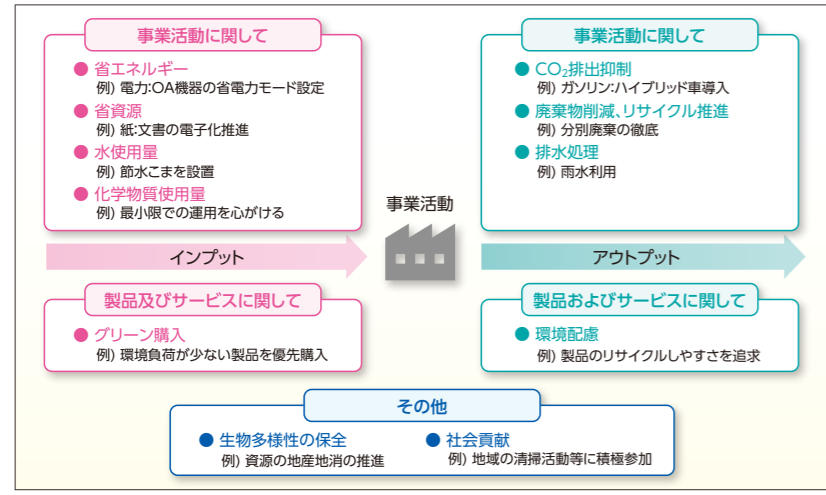 事業活動に関して
● 省エネルギー
例) 電力:OA機器の省電力モード設定
● 省資源
例) 紙:文書の電子化推進
● 水使用量
例) 節水こまを設置
● 化学物質使用量
例) 最小限での運用を心がける
インプット
製品及びサービスに関して
● グリーン購入
例) 環境負荷が少ない製品を優先購入
事業活動
事業活動に関して
● CO₂排出抑制
例) ガソリン:ハイブリッド車導入
● 廃棄物削減、リサイクル推進
例) 分別廃棄の徹底
● 排水処理
例) 雨水利用
アウトプット
製品およびサービスに関して
● 環境配慮
例) 製品のリサイクルしやすさを追求
その他
● 生物多様性の保全
例) 資源の地産地消の推進
● 社会貢献
例) 地域の清掃活動等に積極参加